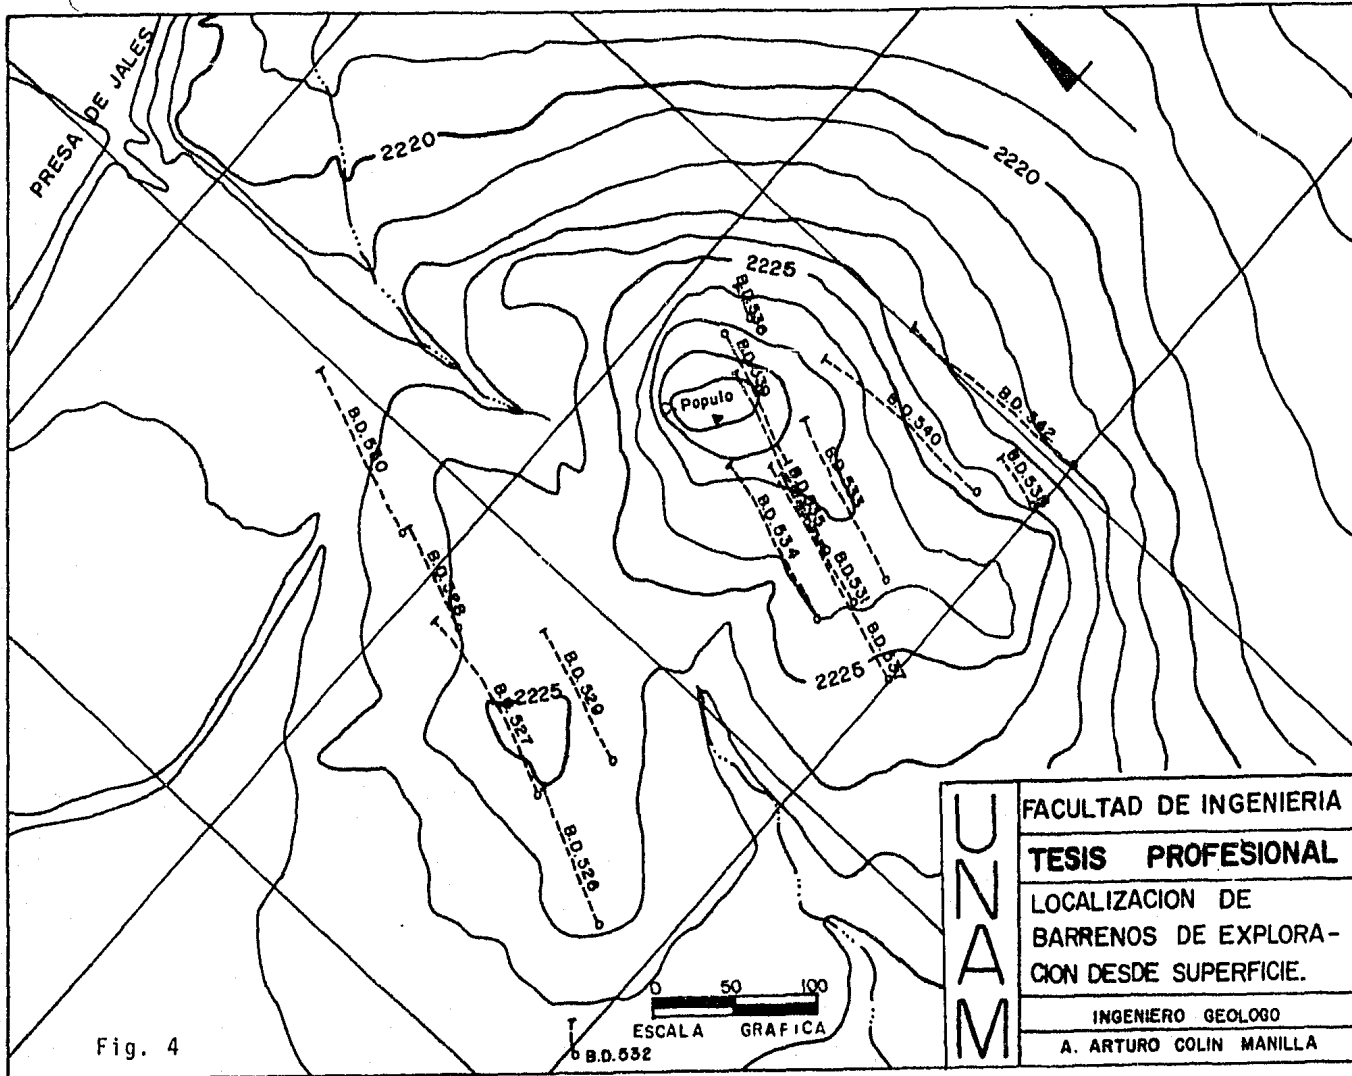 PRESA DE JALES
2220
2220
2225
B.D.536
B.D.539
Populo
B.D.542
B.D.540
B.D.530
B.D.533
B.D.535
B.D.534
B.D.528
B.D.531
B.D.529
B.D.537
2225
2225
B.D.527
B.D.526
0 50 100
ESCALA GRAFICA
B.D.532
Fig. 4
UNAM
FACULTAD DE INGENIERIA
TESIS PROFESIONAL
LOCALIZACION DE
BARRENOS DE EXPLORA-
CION DESDE SUPERFICIE.
INGENIERO GEOLOGO
A. ARTURO COLIN MANILLA